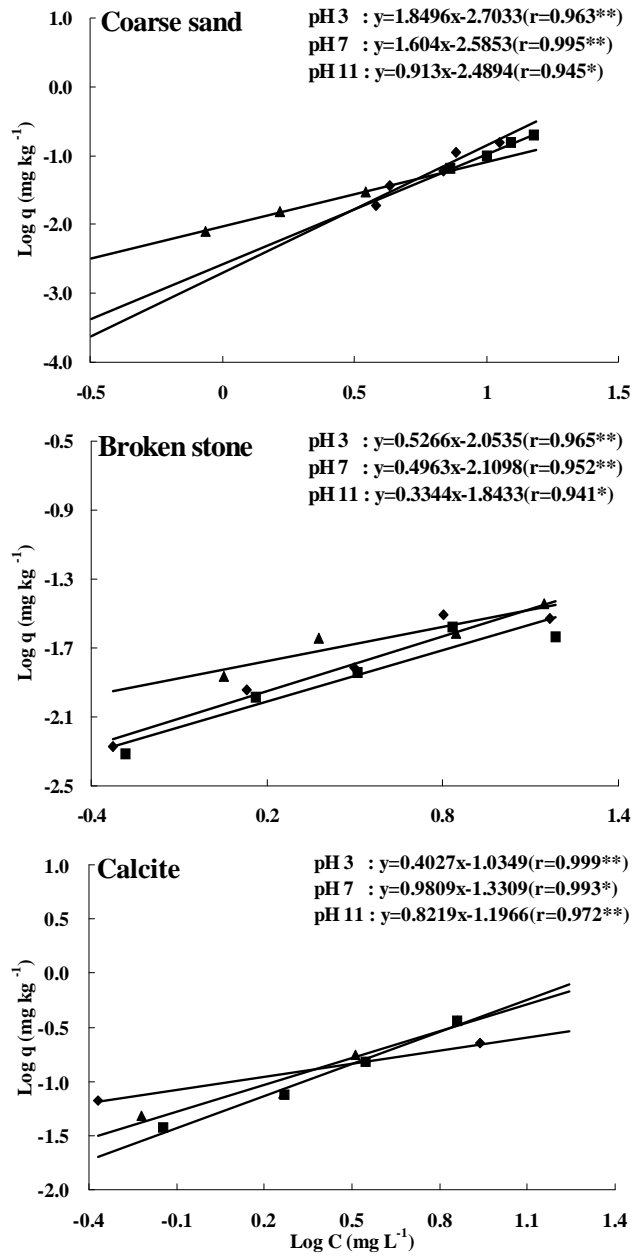 Coarse sand
pH 3 : y=1.8496x-2.7033(r=0.963**)
pH 7 : y=1.604x-2.5853(r=0.995**)
pH 11 : y=0.913x-2.4894(r=0.945*)
1.0
0.0
-1.0
-2.0
-3.0
-4.0
Log q (mg kg -1)
-0.5 0 0.5 1 1.5
Broken stone
pH 3 : y=0.5266x-2.0535(r=0.965**)
pH 7 : y=0.4963x-2.1098(r=0.952**)
pH 11 : y=0.3344x-1.8433(r=0.941*)
-0.5
-0.9
-1.3
-1.7
-2.1
-2.5
Log q (mg kg -1)
-0.4 0.2 0.8 1.4
Calcite
pH 3 : y=0.4027x-1.0349(r=0.999**)
pH 7 : y=0.9809-1.3309(r=0.993*)
pH 11 : y=0.8219x-1.1966(r=0.972**)
1.0
0.5
0.0
-0.5
-1.0
-1.5
-2.0
Log q (mg kg -1)
-0.4 -0.1 0.2 0.5 0.8 1.1 1.4
Log C (mg L-1)